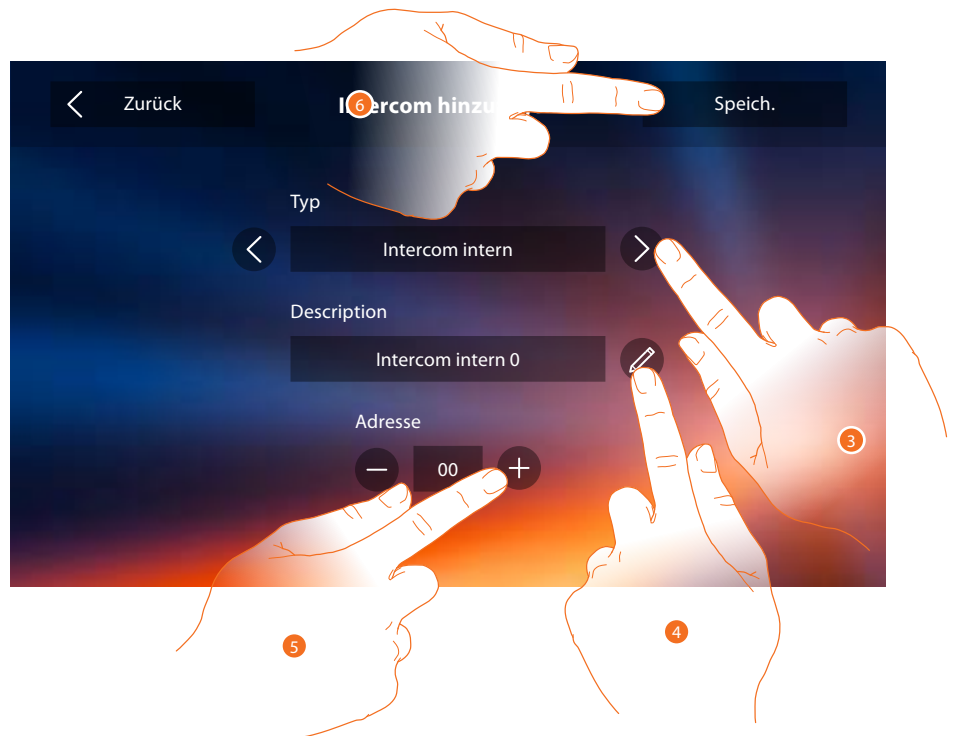 Zurück
6
Intercom hinzu
Speich.
Typ
Intercom intern
Description
Intercom intern 0
Adresse
3
00
4
5